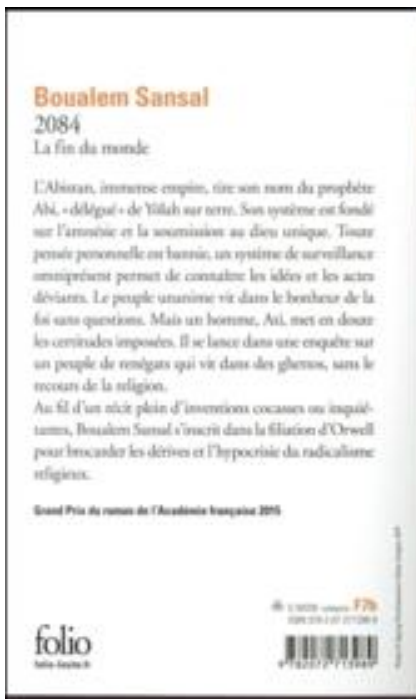 Boualem Sansal
2084
La fin du monde
L'Abistan, immense empire, tire son nom du prophète
Abi, «délégué» de Yölah sur terre. Son système est fondé
sur l'amnésie et la soumission au dieu unique. Toute
pensée personnelle est bannie, un système de surveillance
omniprésent permet de connaître les idées et les actes
déviants. Le peuple unanime vit dans le bonheur de la
foi sans questions. Mais un homme, Ati, met en doute
les certitudes imposées. Il se lance dans une enquête sur
un peuple de renégats qui vit dans des ghettos, sans le
recours de la religion.
Au fil d'un récit plein d'inventions cocasses ou inquié-
tantes, Boualem Sansal s'inscrit dans la filiation d'Orwell
pour brocarder les dérives et l'hypocrisie du radicalisme
religieux.
Grand Prix du roman de l'Académie française 2015
F7b
folio
folio-lesite.fr